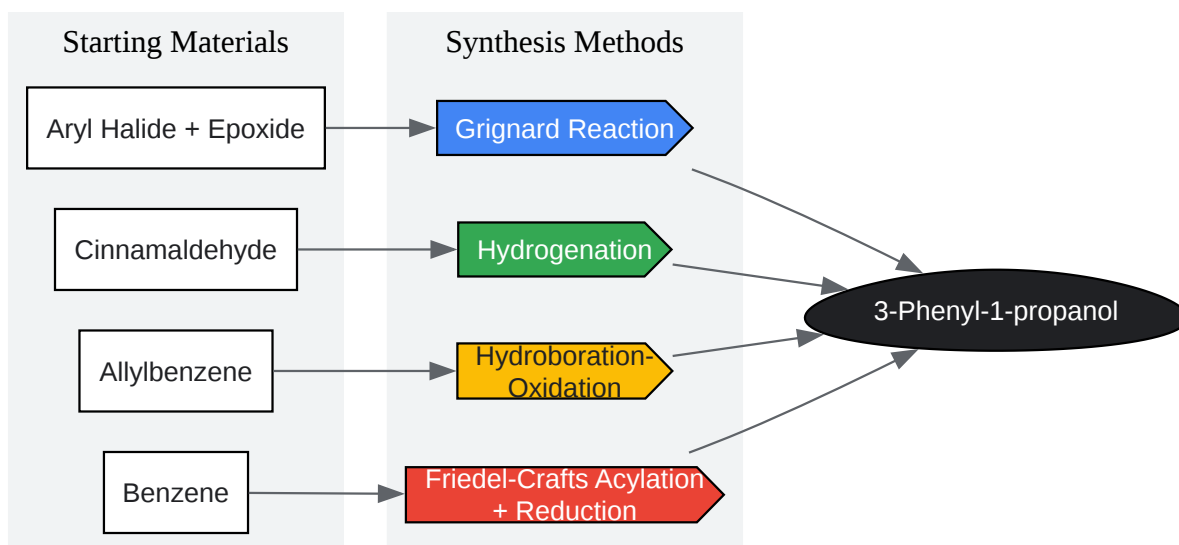 Starting Materials
Synthesis Methods
Aryl Halide + Epoxide
Grignard Reaction
Cinnamaldehyde
Hydrogenation
3-Phenyl-1-propanol
Allylbenzene
Hydroboration-
Oxidation
Benzene
Friedel-Crafts Acylation
+ Reduction